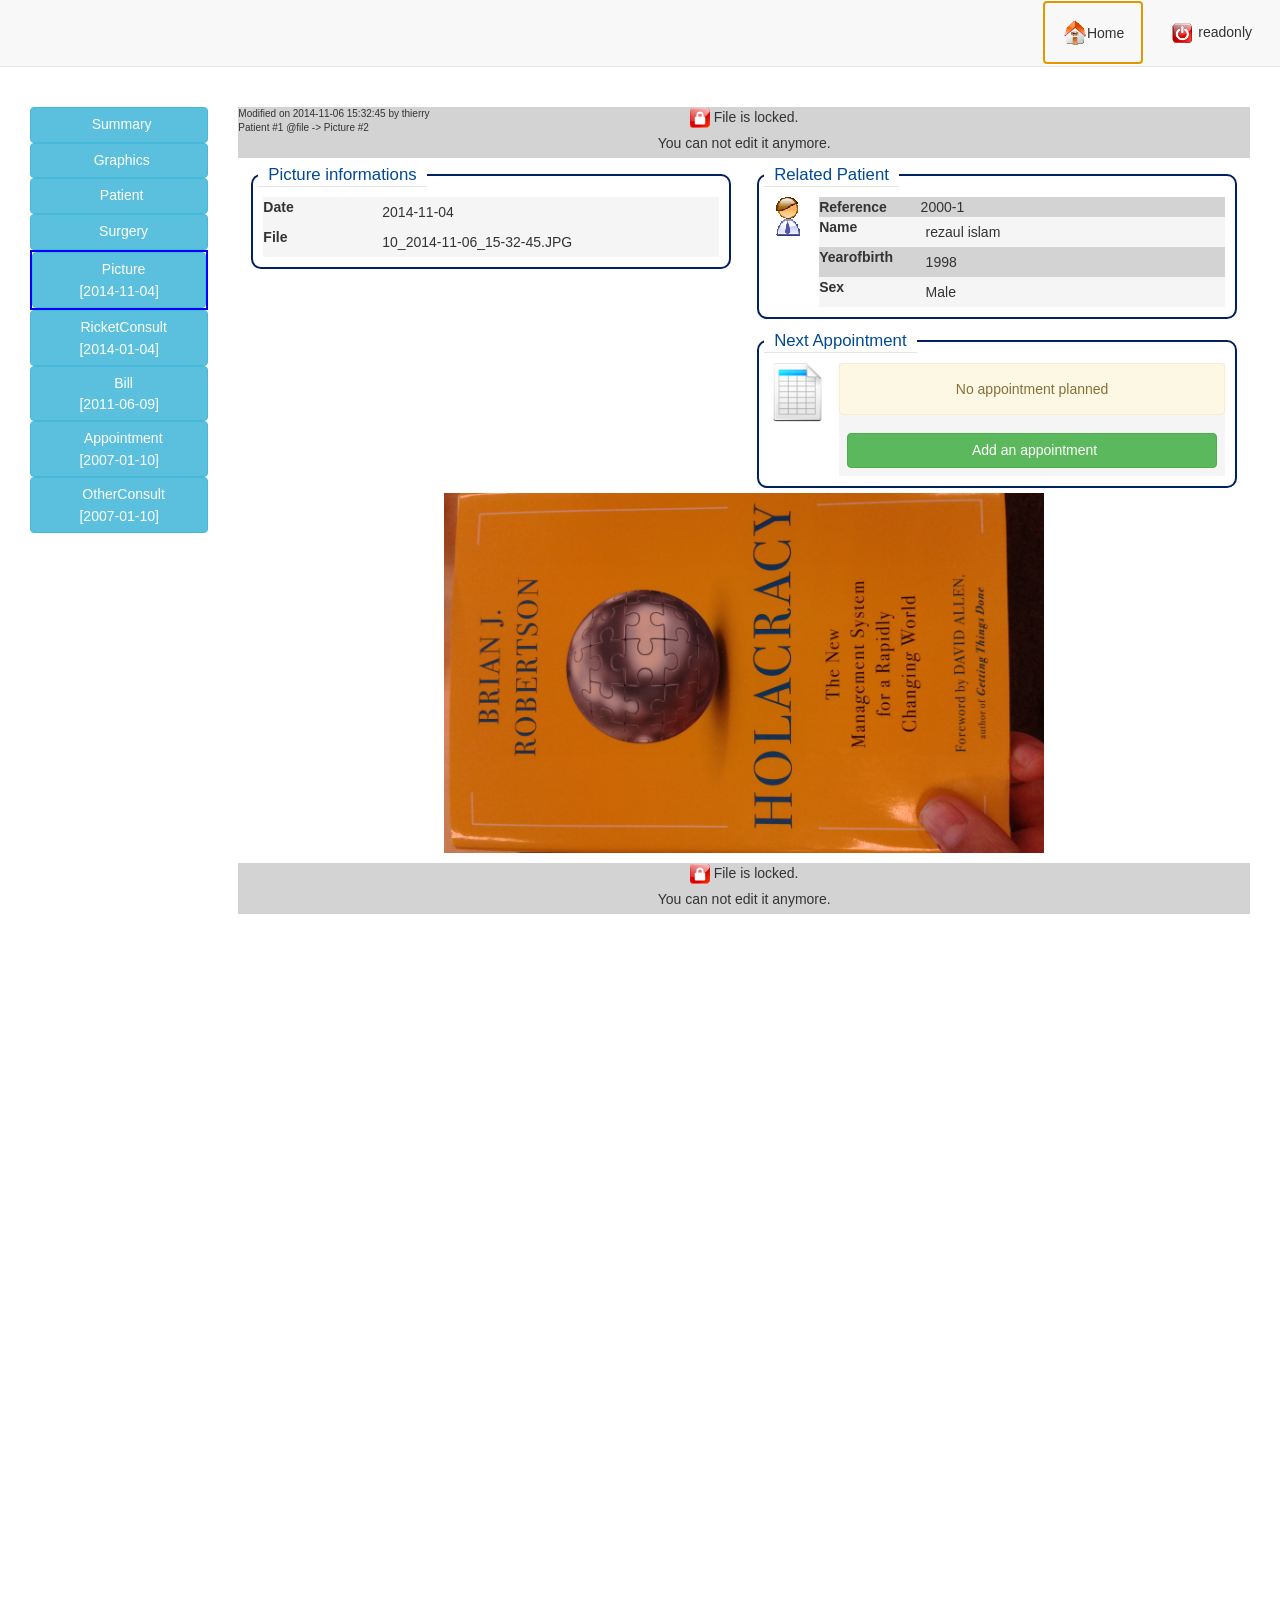 Home
readonly
Summary
Graphics
Patient
Surgery
Picture
[2014-11-04]
RicketConsult
[2014-01-04]
Bill
[2011-06-09]
Appointment
[2007-01-10]
OtherConsult
[2007-01-10]
Modified on 2014-11-06 15:32:45 by thierry
Patient #1 @file -> Picture #2
File is locked.
You can not edit it anymore.
Picture informations
Date 2014-11-04
File 10_2014-11-06_15-32-45.JPG
Related Patient
Reference 2000-1
Name rezaul islam
Yearofbirth 1998
Sex Male
Next Appointment
No appointment planned
Add an appointment
BRIAN J.
ROBERTSON
HOLACRACY
The New
Management System
for a Rapidly
Changing World
Foreword by DAVID ALLEN,
author of Getting Things Done
File is locked.
You can not edit it anymore.